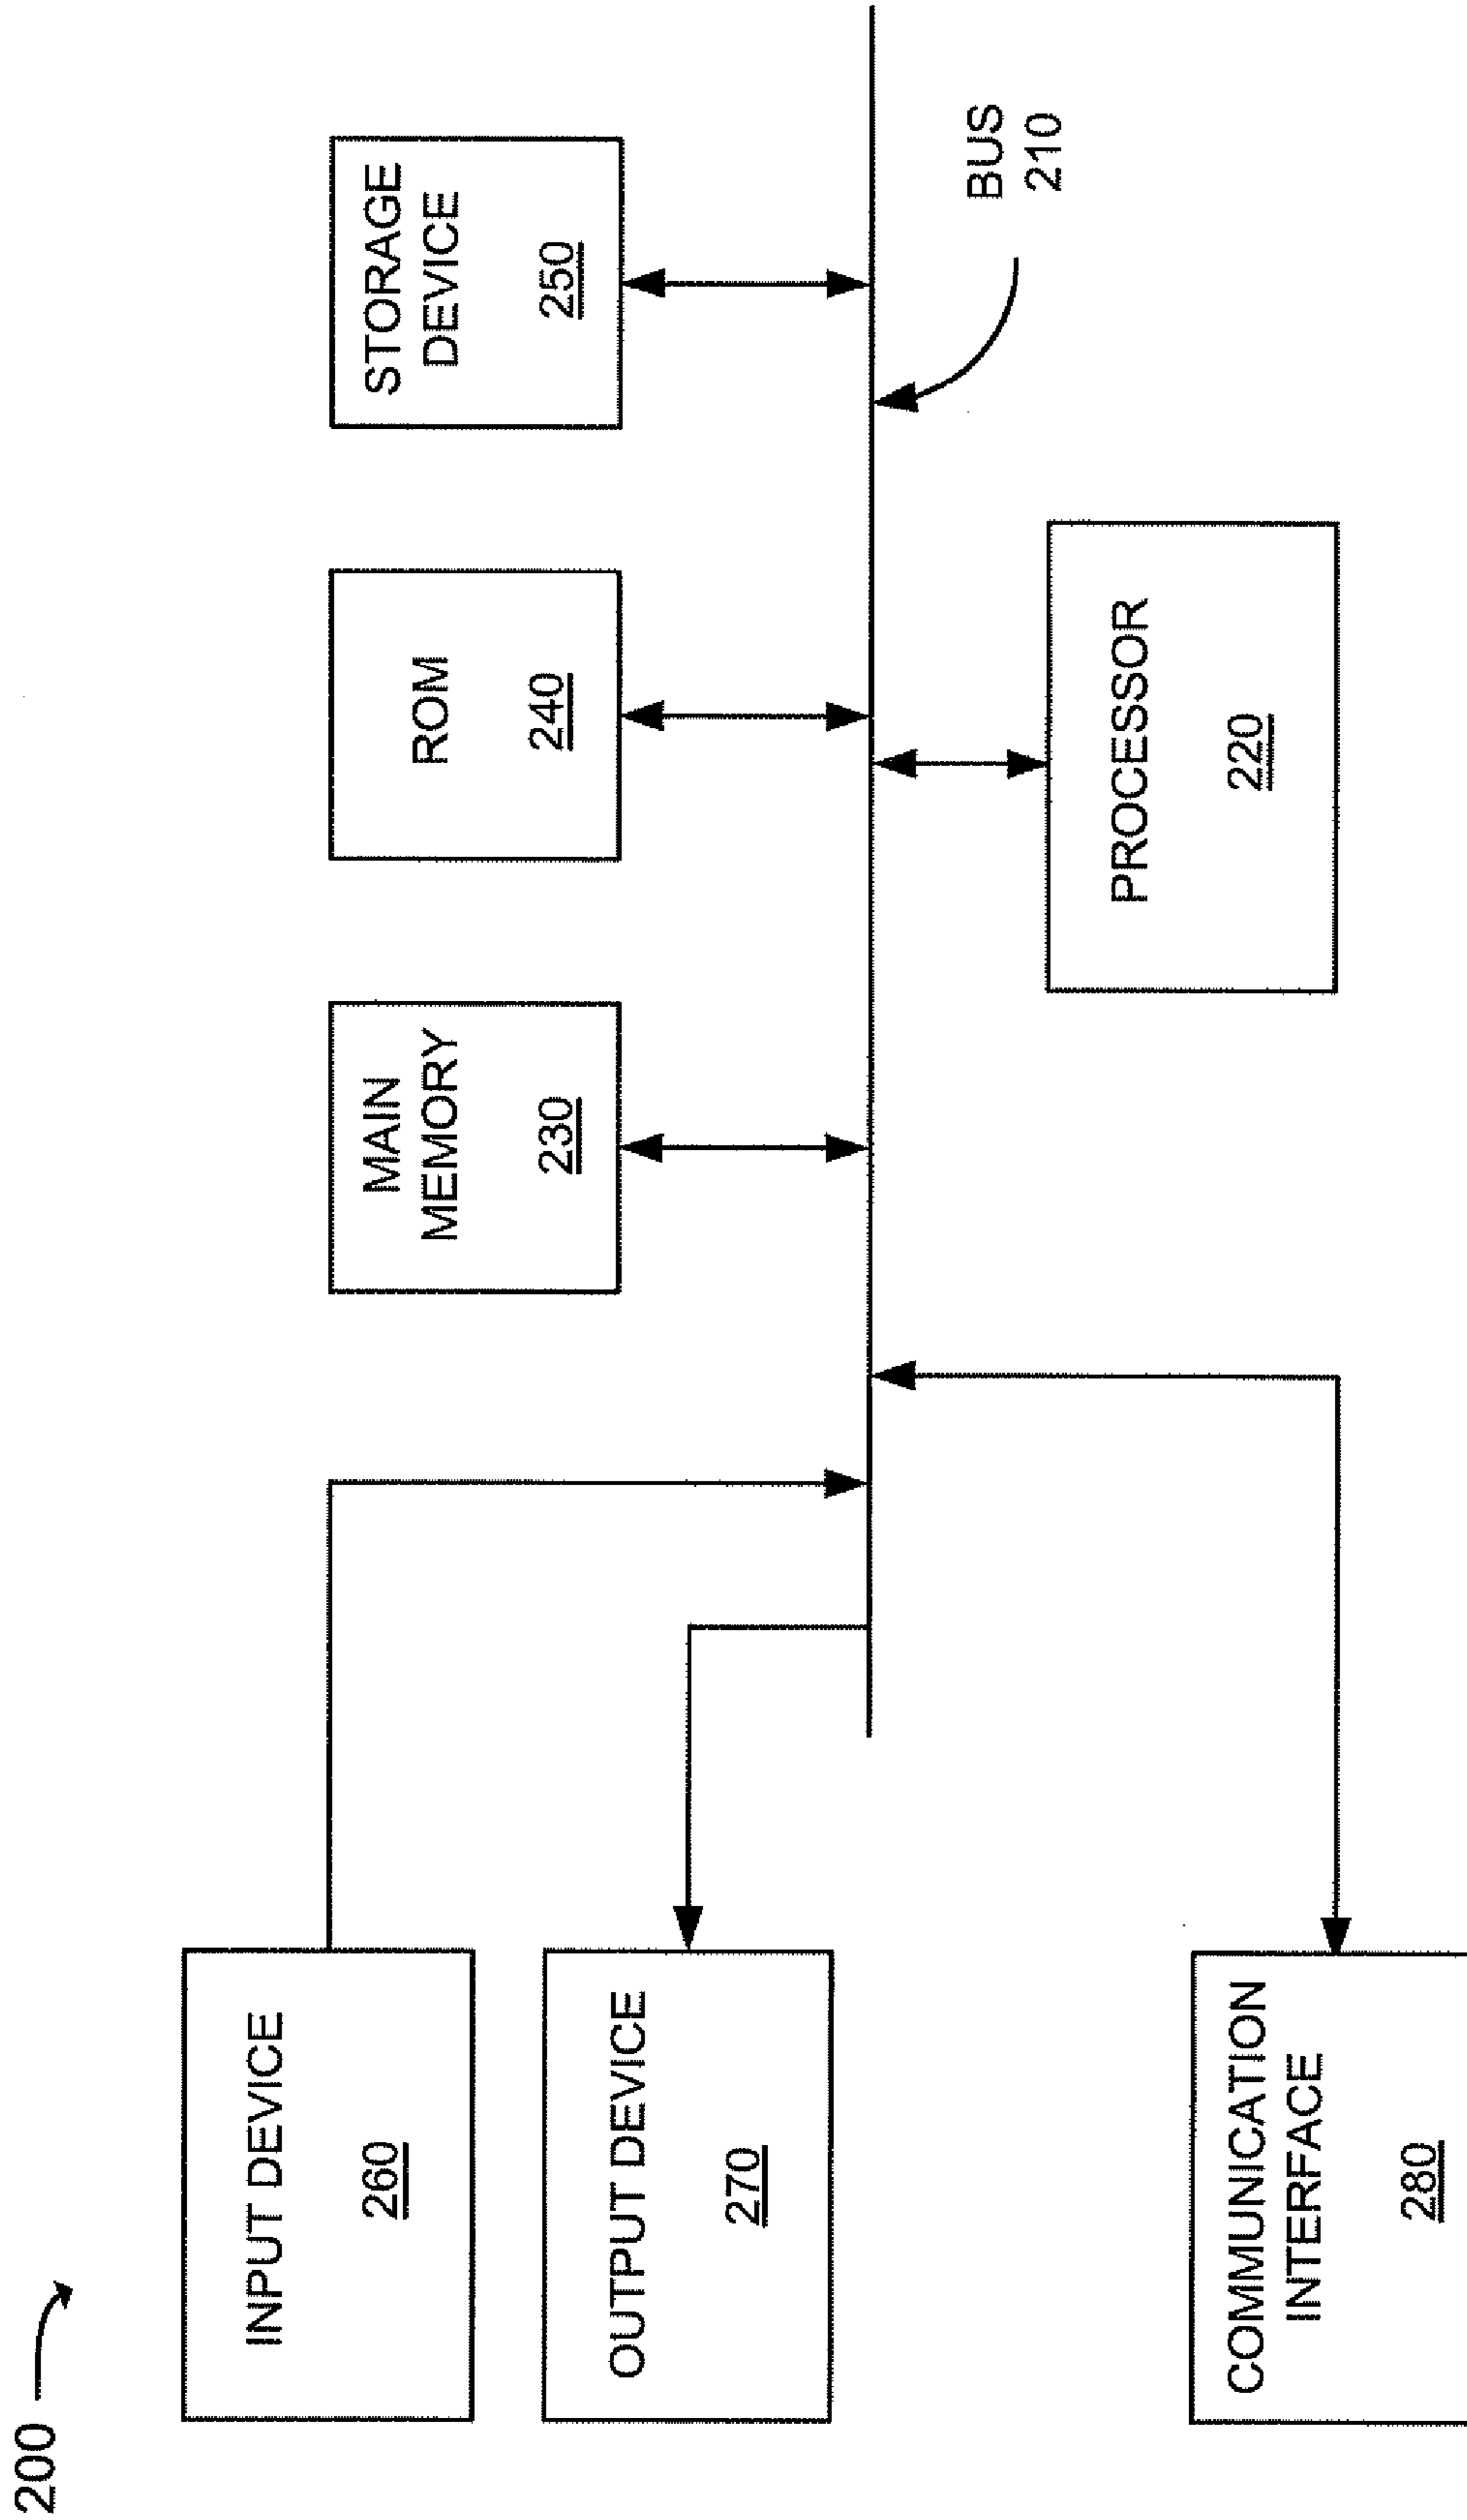 200
INPUT DEVICE
260
OUTPUT DEVICE
270
COMMUNICATION
INTERFACE
280
MAIN
MEMORY
230
ROM
240
STORAGE
DEVICE
250
PROCESSOR
220
BUS
210